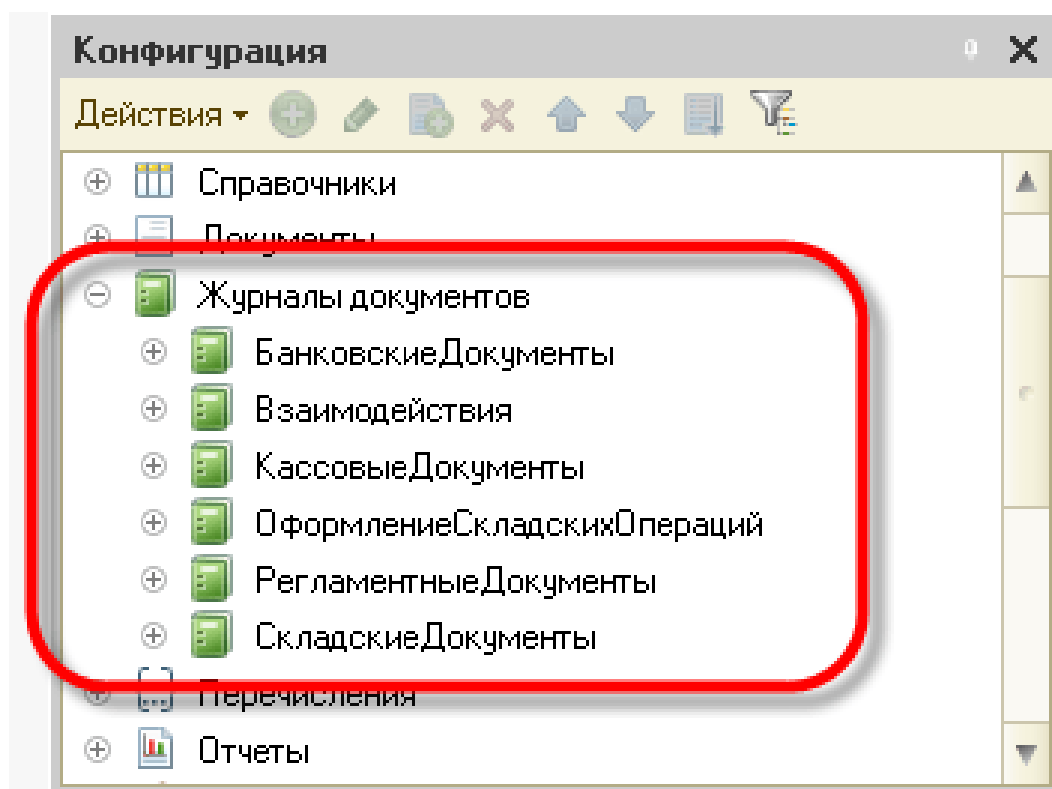 Конфигурация
Действия
Справочники
Документы
Журналы документов
БанковскиеДокументы
Взаимодействия
КассовыеДокументы
ОформлениеСкладскихОпераций
РегламентныеДокументы
СкладскиеДокументы
Перечисления
Отчеты